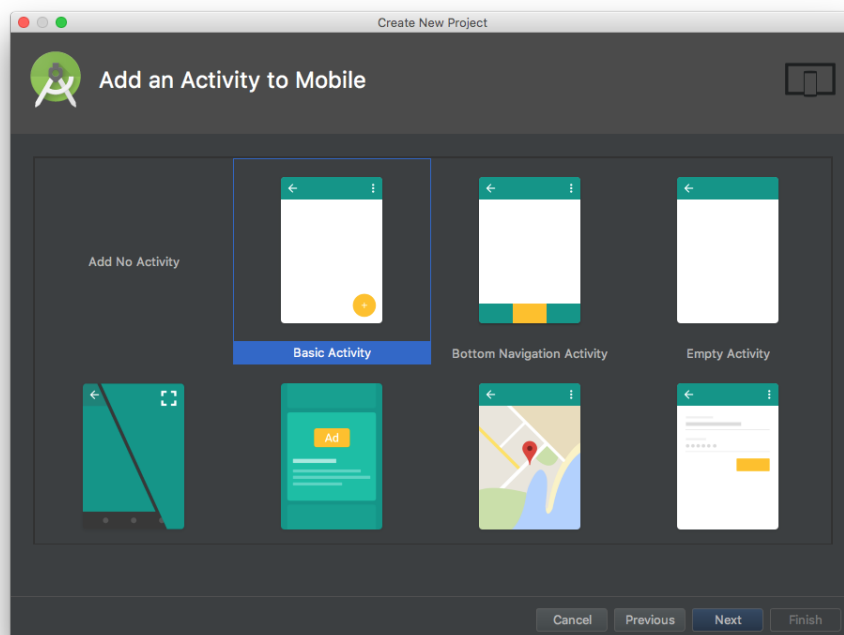 Create New Project
Add an Activity to Mobile
Add No Activity
Basic Activity
Bottom Navigation Activity
Empty Activity
Ad
Cancel
Previous
Next
Finish